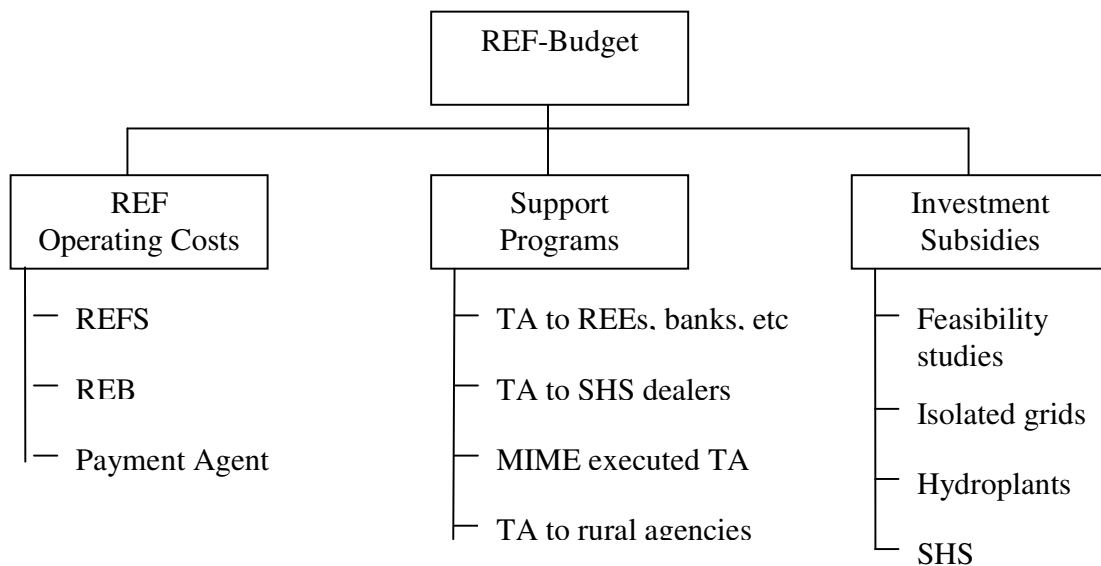 REF-Budget
REF
Operating Costs
REFS
REB
Payment Agent
Support
Programs
TA to REEs, banks, etc
TA to SHS dealers
MIME executed TA
TA to rural agencies
Investment
Subsidies
Feasibility
studies
Isolated grids
Hydroplants
SHS